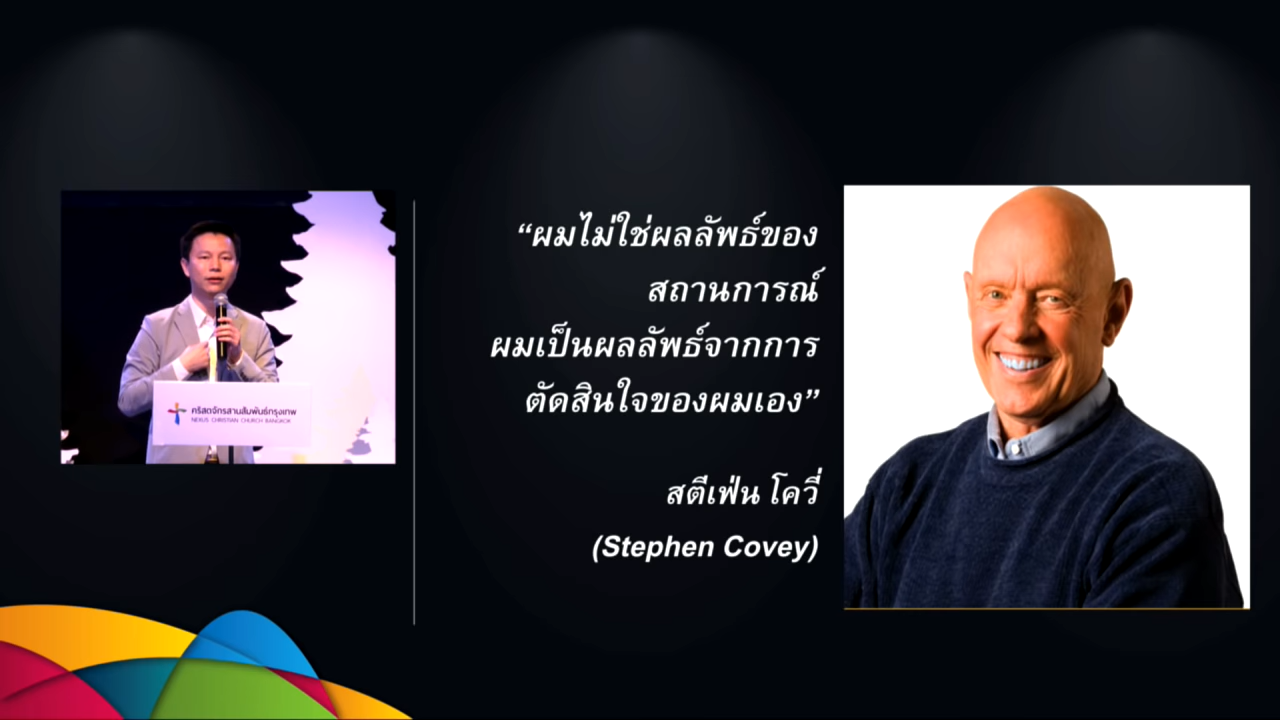 คริสตจักรสานสัมพันธ์กรุงเทพ
NEXUS CHRISTIAN CHURCH BANGKOK
“ผมไม่ใช่ผลลัพธ์ของ
สถานการณ์
ผมเป็นผลลัพธ์จากการ
ตัดสินใจของผมเอง”
สตีเฟ่น โควี่
(Stephen Covey)